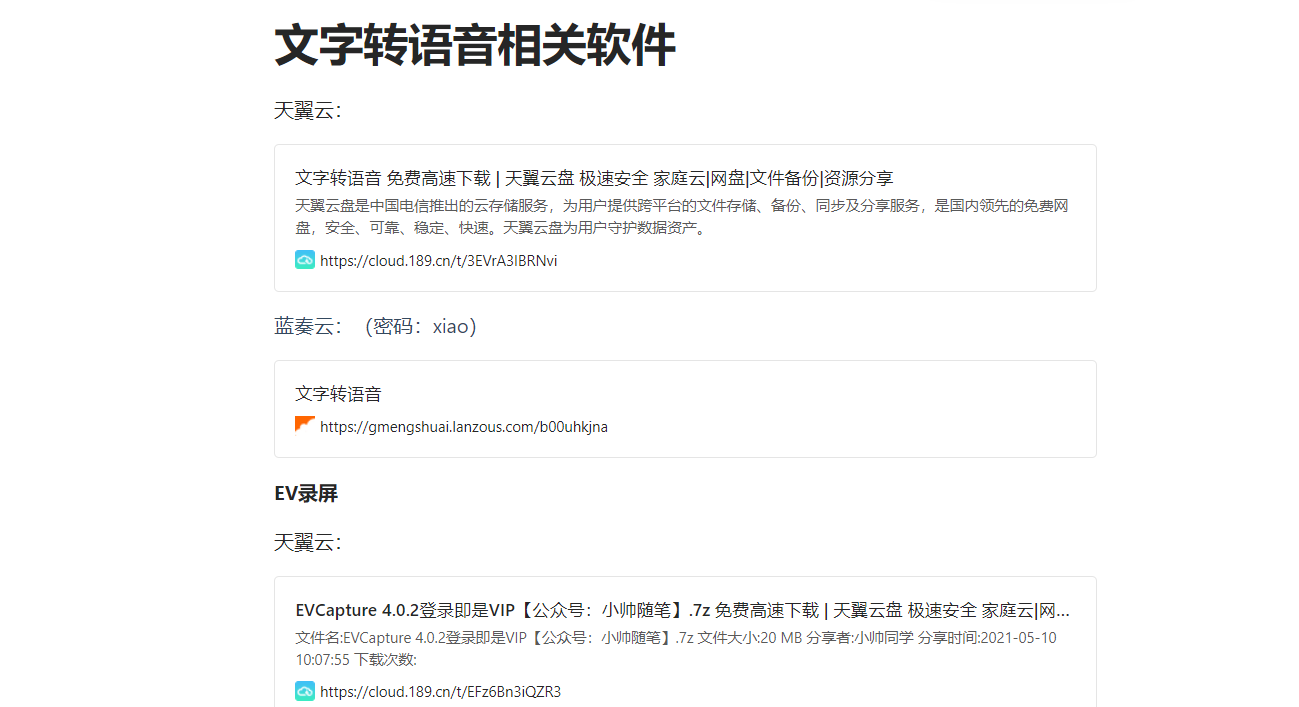 文字转语音相关软件
天翼云：
文字转语音 免费高速下载 | 天翼云盘 极速安全 家庭云|网盘|文件备份|资源分享
天翼云盘是中国电信推出的云存储服务，为用户提供跨平台的文件存储、备份、同步及分享服务，是国内领先的免费网
盘，安全、可靠、稳定、快速。天翼云盘为用户守护数据资产。
https://cloud.189.cn/t/3EVrA3IBRNvi
蓝奏云： （密码：xiao）
文字转语音
https://gmengshuai.lanzous.com/b00uhkjna
EV录屏
天翼云：
EVCapture 4.0.2登录即是VIP【公众号：小帅随笔】.7z 免费高速下载 | 天翼云盘 极速安全 家庭云|网...
文件名:EVCapture 4.0.2登录即是VIP【公众号：小帅随笔】.7z 文件大小:20 MB 分享者:小帅同学 分享时间:2021-05-10
10:07:55 下载次数:
https://cloud.189.cn/t/EFz6Bn3iQZR3